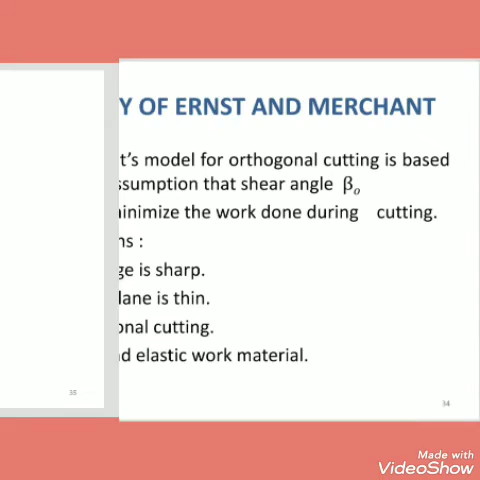 Y OF ERNST AND MERCHANT
t's model for orthogonal cutting is based
ssumption that shear angle βₒ
inimize the work done during cutting.
ns :
ge is sharp.
lane is thin.
onal cutting.
d elastic work material.
35
34
Made with
VideoShow